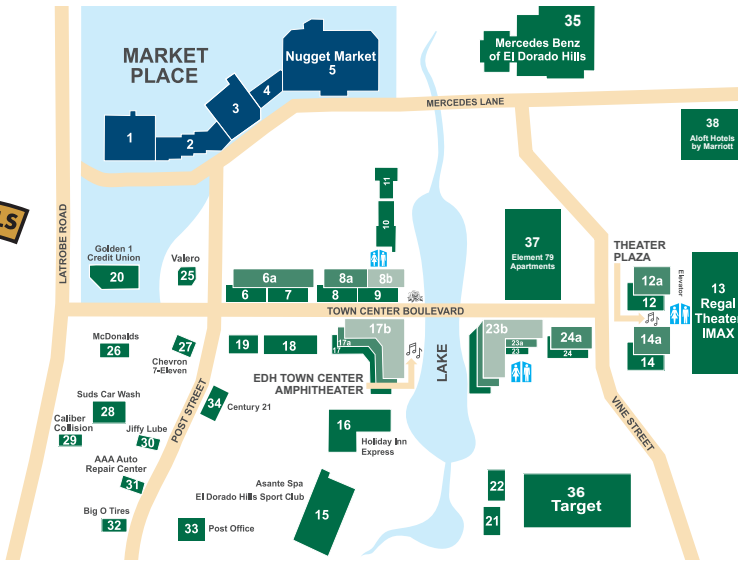 35
MARKET
PLACE
Nugget Market
5
Mercedes Benz
of El Dorado Hills
4
3
MERCEDES LANE
1
2
38
Aloft Hotels
by Marriott
11
LS
LATROBE ROAD
10
37
Element 79
Apartments
Golden 1
Credit Union
20
Valero
25
THEATER
PLAZA
6a
8a
8b
12a
Elevator
13
Regal
Theater
IMAX
6
7
8
9
12
TOWN CENTER BOULEVARD
17b
23b
McDonalds
26
27
Chevron
7-Eleven
19
18
17a
17
23a
23
24a
24
14a
14
LAKE
EDH TOWN CENTER
AMPHITHEATER
POST STREET
VINE STREET
Suds Car Wash
28
34
Century 21
Caliber
Collision
29
Jiffy Lube
30
16
Holiday Inn
Express
AAA Auto
Repair Center
31
Asante Spa
El Dorado Hills Sport Club
15
22
36
Target
Big O Tires
32
33
Post Office
21